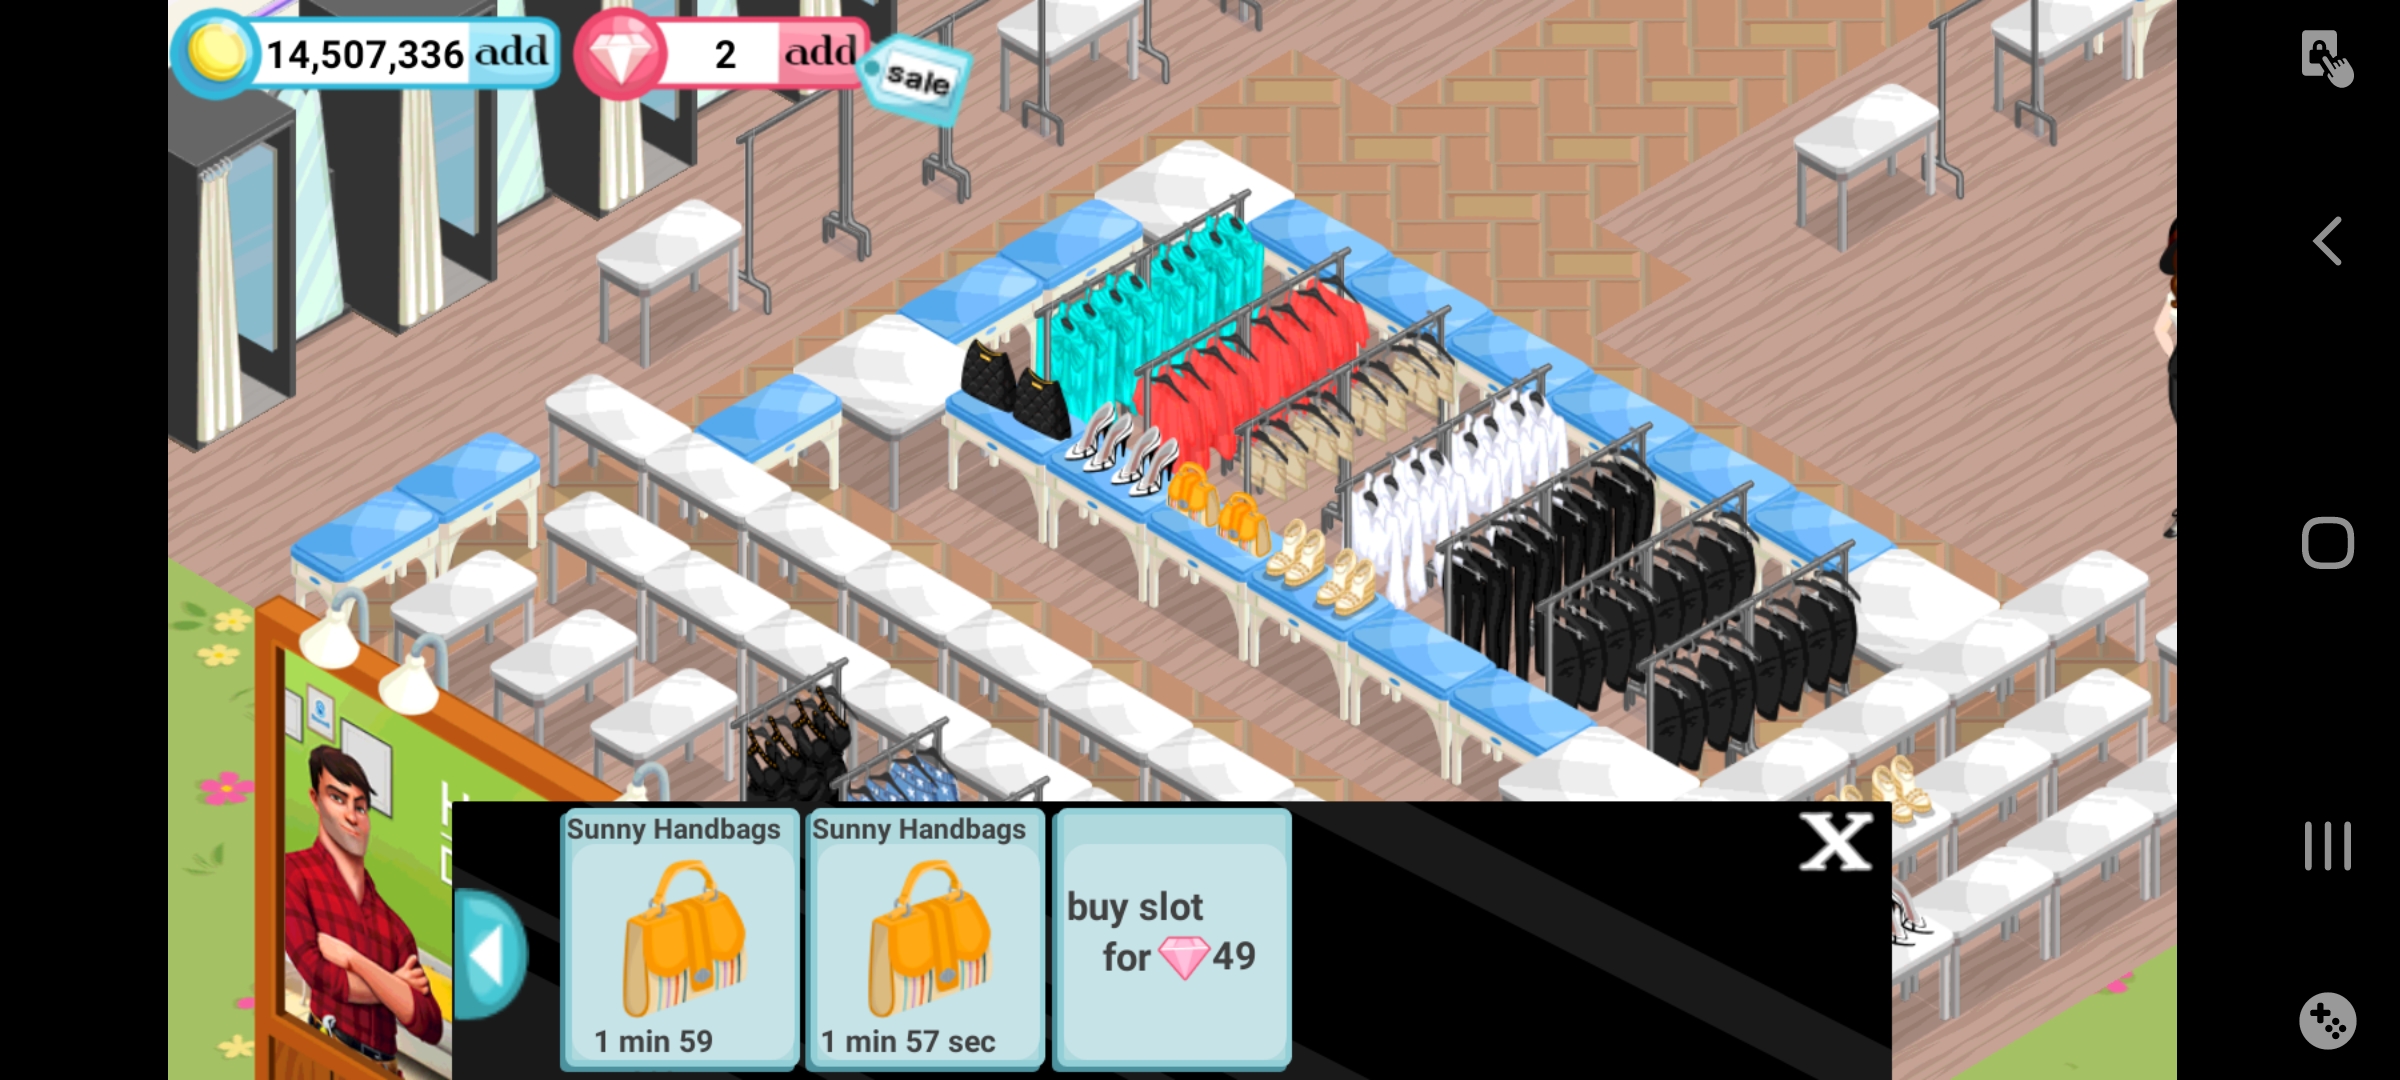 14,507,336 add
2 add
sale
Sunny Handbags
1 min 59
Sunny Handbags
1 min 57 sec
buy slot
for 49
X